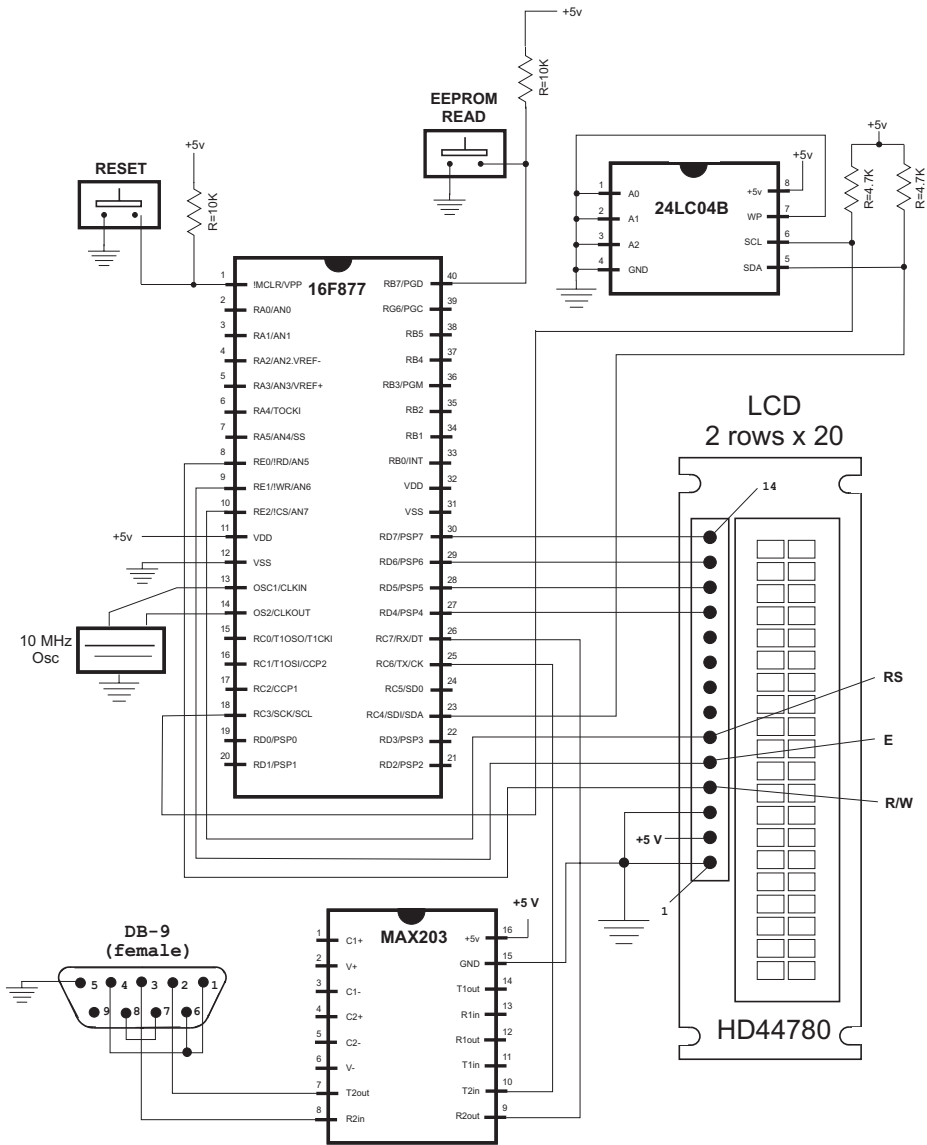 +5v
R=10K
EEPROM
READ
+5v
RESET
R=10K
+5v
+5v
R=4.7K
R=4.7K
24LC04B
1 A0
2 A1
3 A2
4 GND
+5v 8
WP 7
SCL 6
SDA 5
16F877
1 !MCLR/VPP
2 RA0/AN0
3 RA1/AN1
4 RA2/AN2.VREF-
5 RA3/AN3/VREF+
6 RA4/TOCKI
7 RA5/AN4/SS
8 RE0/!RD/AN5
9 RE1/!WR/AN6
10 RE2/!CS/AN7
11 VDD
12 VSS
13 OSC1/CLKIN
14 OS2/CLKOUT
15 RC0/T1OSO/T1CKI
16 RC1/T1OSI/CCP2
17 RC2/CCP1
18 RC3/SCK/SCL
19 RD0/PSP0
20 RD1/PSP1
RB7/PGD 40
RG6/PGC 39
RB5 38
RB4 37
RB3/PGM 36
RB2 35
RB1 34
RB0/INT 33
VDD 32
VSS 31
RD7/PSP7 30
RD6/PSP6 29
RD5/PSP5 28
RD4/PSP4 27
RC7/RX/DT 26
RC6/TX/CK 25
RC5/SD0 24
RC4/SDI/SDA 23
RD3/PSP3 22
RD2/PSP2 21
+5v
10 MHz
Osc
LCD
2 rows x 20
14
RS
E
R/W
+5 V
1
HD44780
+5 V
MAX203
1 C1+
2 V+
3 C1-
4 C2+
5 C2-
6 V-
7 T2out
8 R2in
+5v 16
GND 15
T1out 14
R1in 13
R1out 12
T1in 11
T2in 10
R2out 9
DB-9
(female)
5 4 3 2 1
9 8 7 6